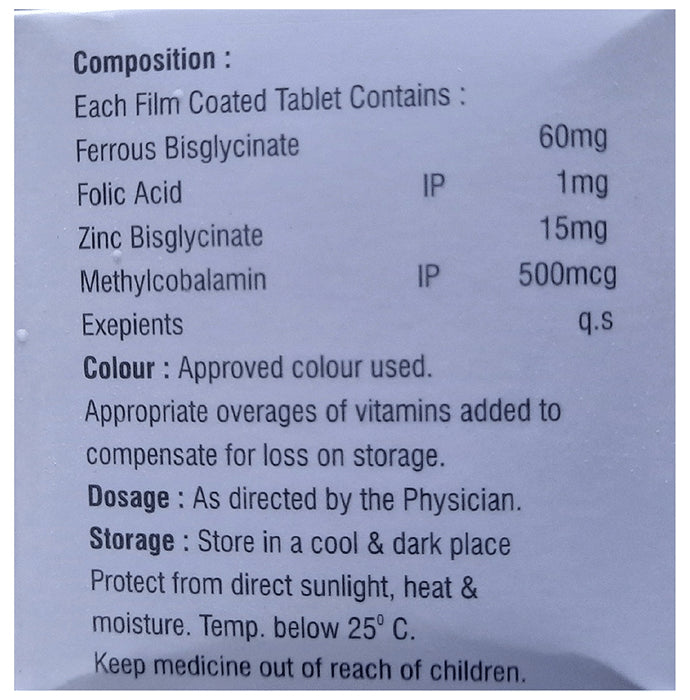 Composition :
Each Film Coated Tablet Contains :
Ferrous Bisglycinate 60mg
Folic Acid IP 1mg
Zinc Bisglycinate 15mg
Methylcobalamin IP 500mcg
Exepients q.s
Colour : Approved colour used.
Appropriate overages of vitamins added to
compensate for loss on storage.
Dosage : As directed by the Physician.
Storage : Store in a cool & dark place
Protect from direct sunlight, heat &
moisture. Temp. below 25⁰ C.
Keep medicine out of reach of children.